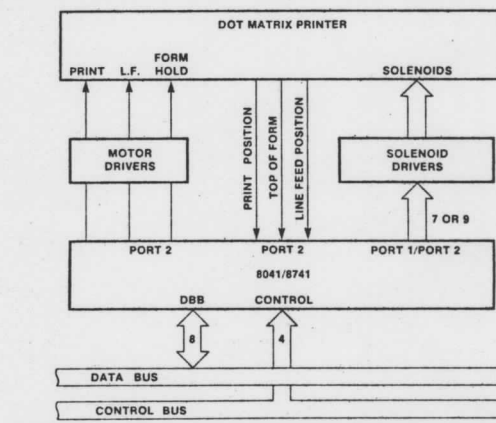 DOT MATRIX PRINTER
FORM
PRINT L.F. HOLD
SOLENOIDS
PRINT POSITION
TOP OF FORM
LINE FEED POSITION
MOTOR
DRIVERS
SOLENOID
DRIVERS
7 OR 9
PORT 2 PORT 2 PORT 1/PORT 2
8041/8741
DBB CONTROL
8 4
DATA BUS
CONTROL BUS